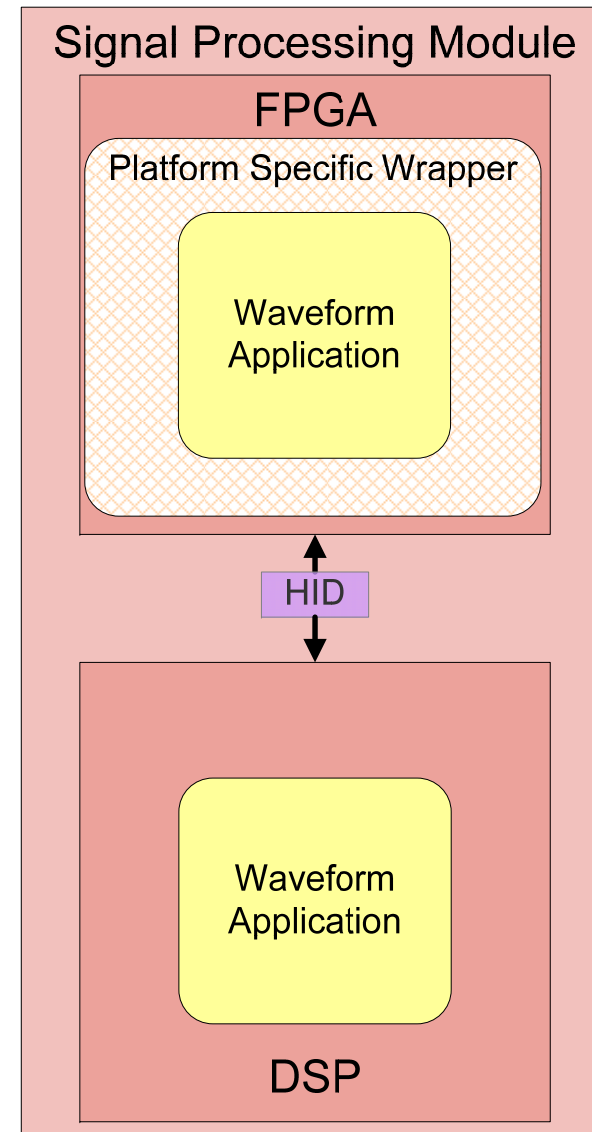 Signal Processing Module
FPGA
Platform Specific Wrapper
Waveform
Application
HID
Waveform
Application
DSP